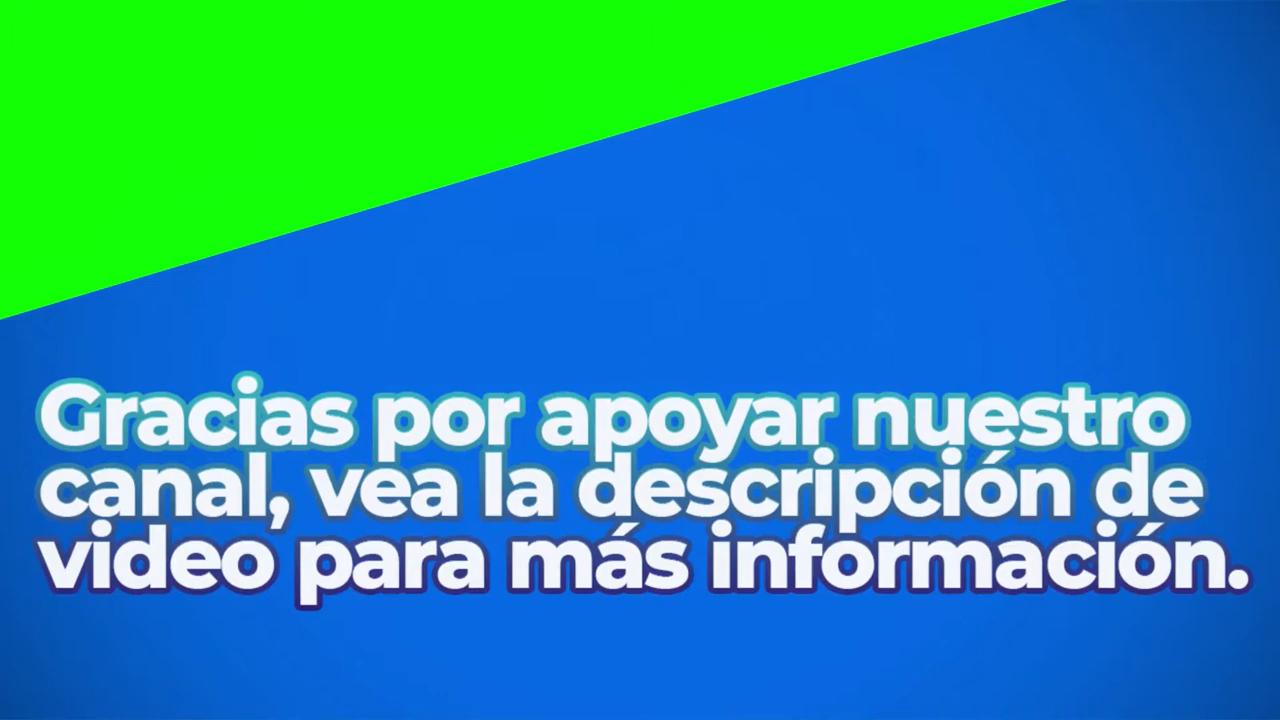 Gracias por apoyar nuestro
canal, vea la descripción de
video para más información.